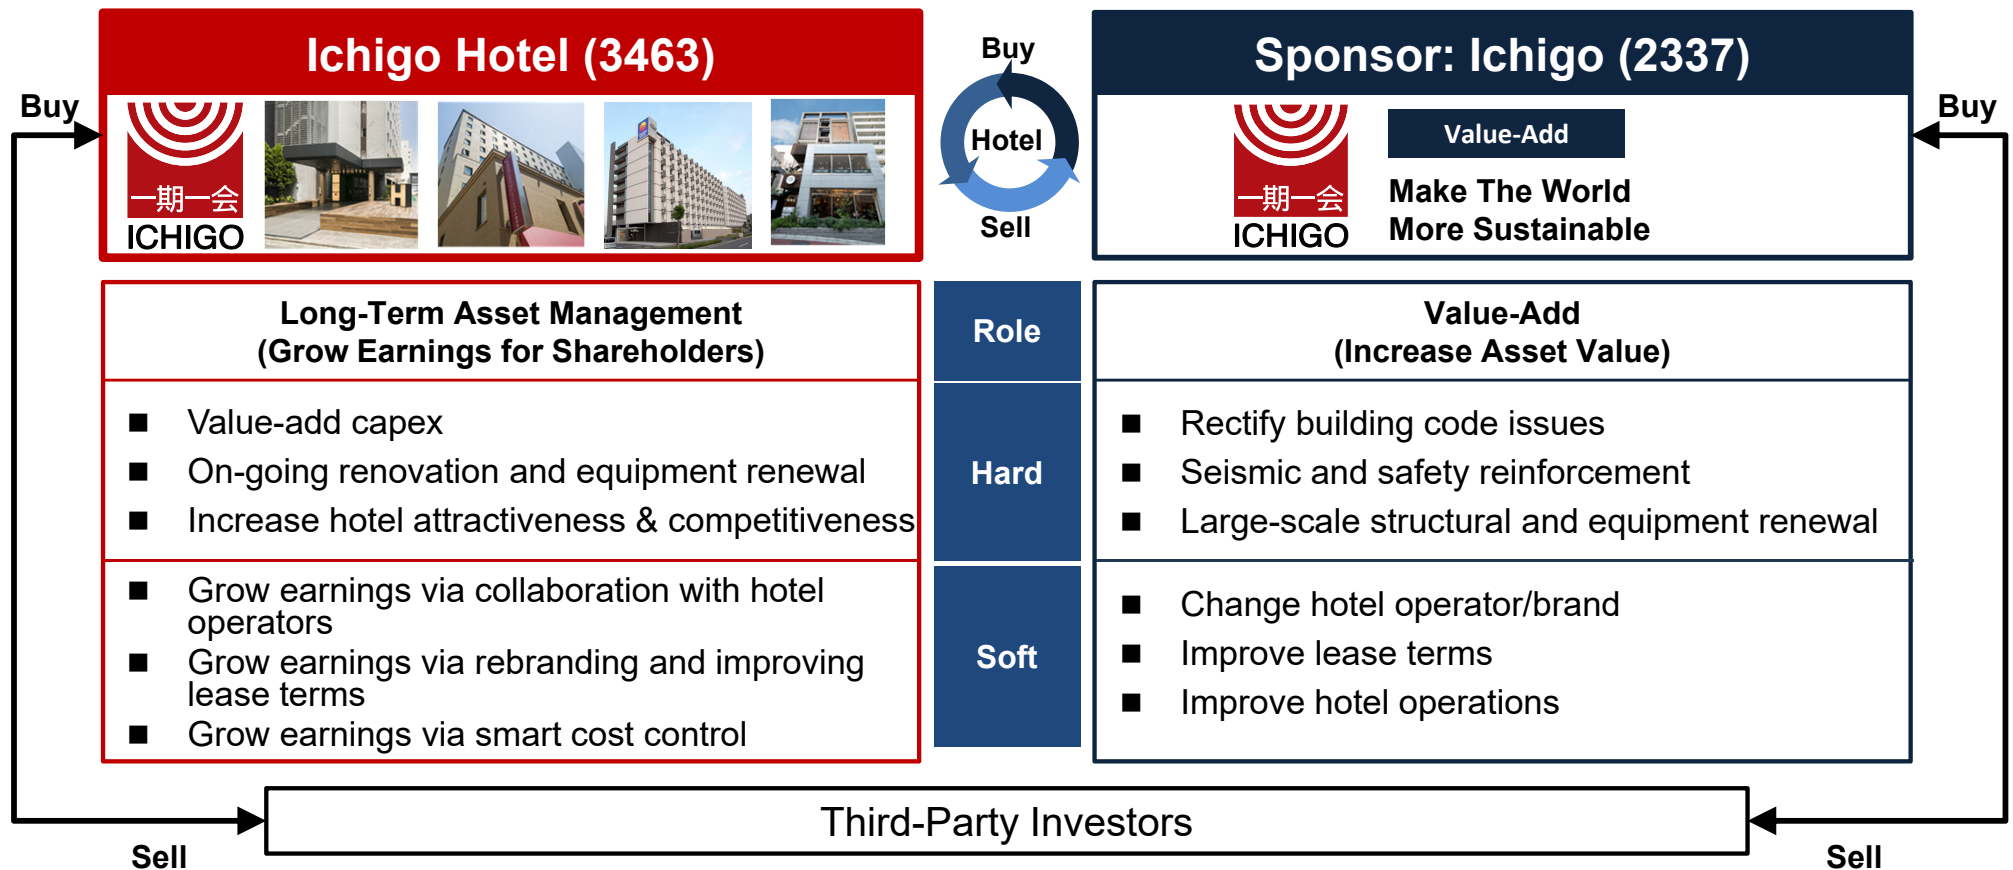 Ichigo Hotel (3463)
Buy
Sponsor: Ichigo (2337)
Buy
Buy
一期一会
ICHIGO
Hotel
Sell
一期一会
ICHIGO
Value-Add
Make The World
More Sustainable
Long-Term Asset Management
(Grow Earnings for Shareholders)
Role
Value-Add
(Increase Asset Value)
■ Value-add capex
■ On-going renovation and equipment renewal
■ Increase hotel attractiveness & competitiveness
Hard
■ Rectify building code issues
■ Seismic and safety reinforcement
■ Large-scale structural and equipment renewal
■ Grow earnings via collaboration with hotel
operators
■ Grow earnings via rebranding and improving
lease terms
■ Grow earnings via smart cost control
Soft
■ Change hotel operator/brand
■ Improve lease terms
■ Improve hotel operations
Third-Party Investors
Sell
Sell